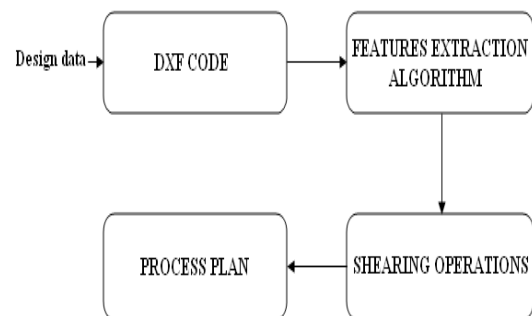 Design data
DXF CODE
FEATURES EXTRACTION
ALGORITHM
SHEARING OPERATIONS
PROCESS PLAN